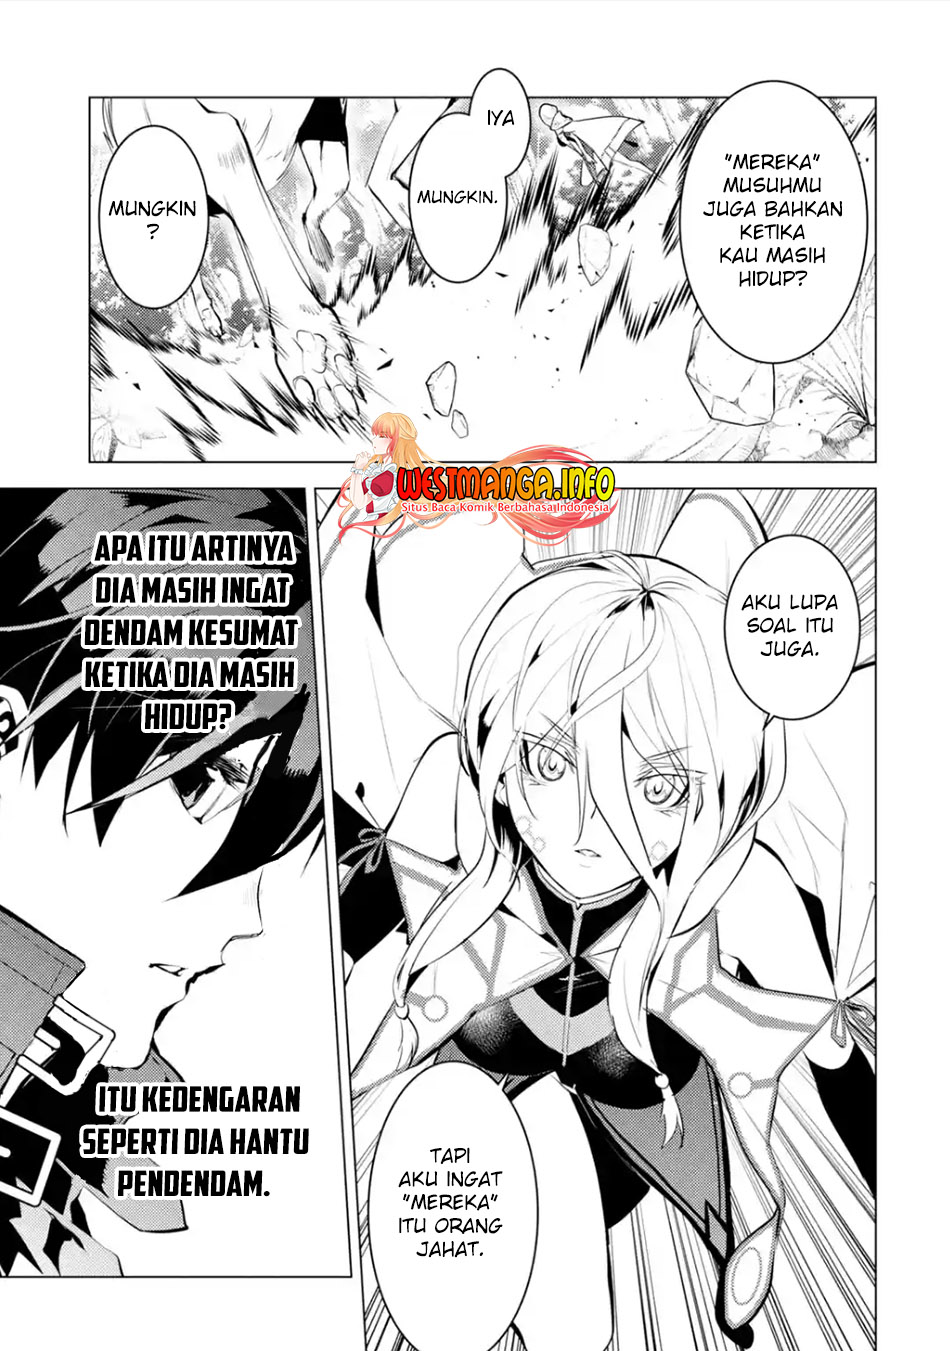 "MEREKA"
MUSUHMU
JUGA BAHKAN
KETIKA
KAU MASIH
HIDUP?
IYA
MUNGKIN.
MUNGKIN
?
WESTMANGA.INFO
Situs Baca Komik Berbahasa Indonesia
AKU LUPA
SOAL ITU
JUGA.
TAPI
AKU INGAT
"MEREKA"
ITU ORANG
JAHAT.
APA ITU ARTINYA
DIA MASIH INGAT
DENDAM KESUMAT
KETIKA DIA MASIH
HIDUP?
ITU KEDENGARAN
SEPERTI DIA HANTU
PENDENDAM.